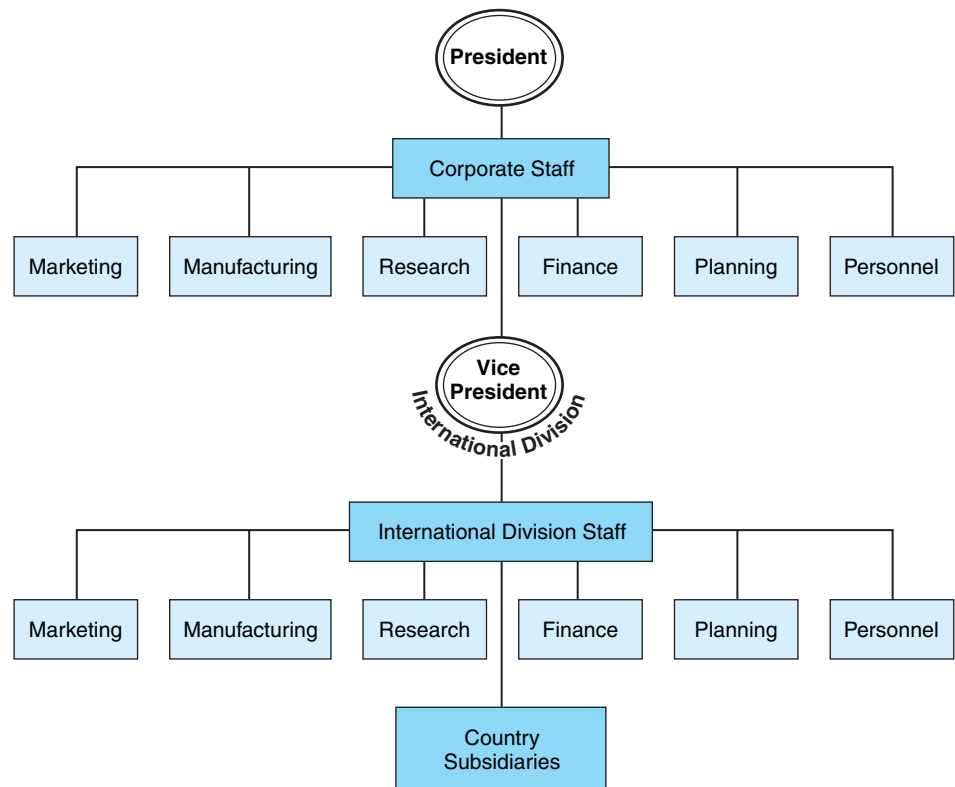 President
Corporate Staff
Marketing
Manufacturing
Research
Finance
Planning
Personnel
Vice
President
International Division
International Division Staff
Marketing
Manufacturing
Research
Finance
Planning
Personnel
Country
Subsidiaries